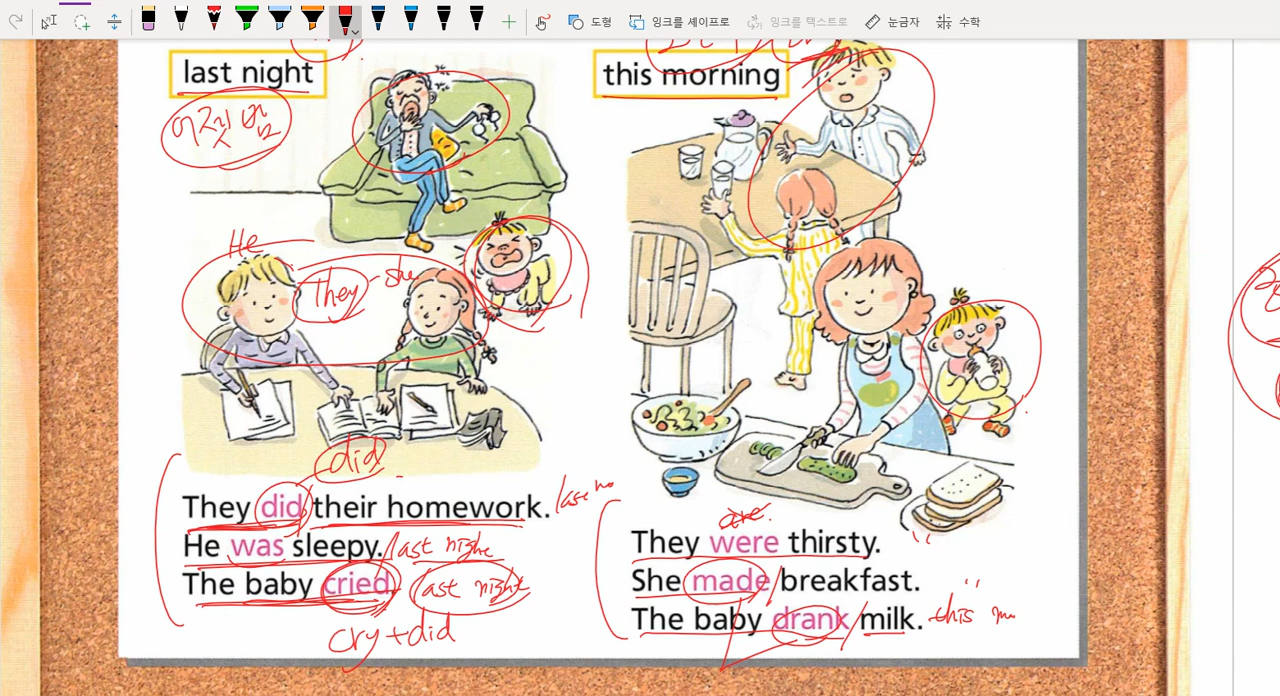 도형
잉크를 셰이프로
잉크를 텍스트로
눈금자
수학
last night
어젯밤
He
They
she
did
They did their homework.
He was sleepy. last night
The baby cried last night
cry+did
this morning
are
They were thirsty.
She made breakfast.
The baby drank milk. this